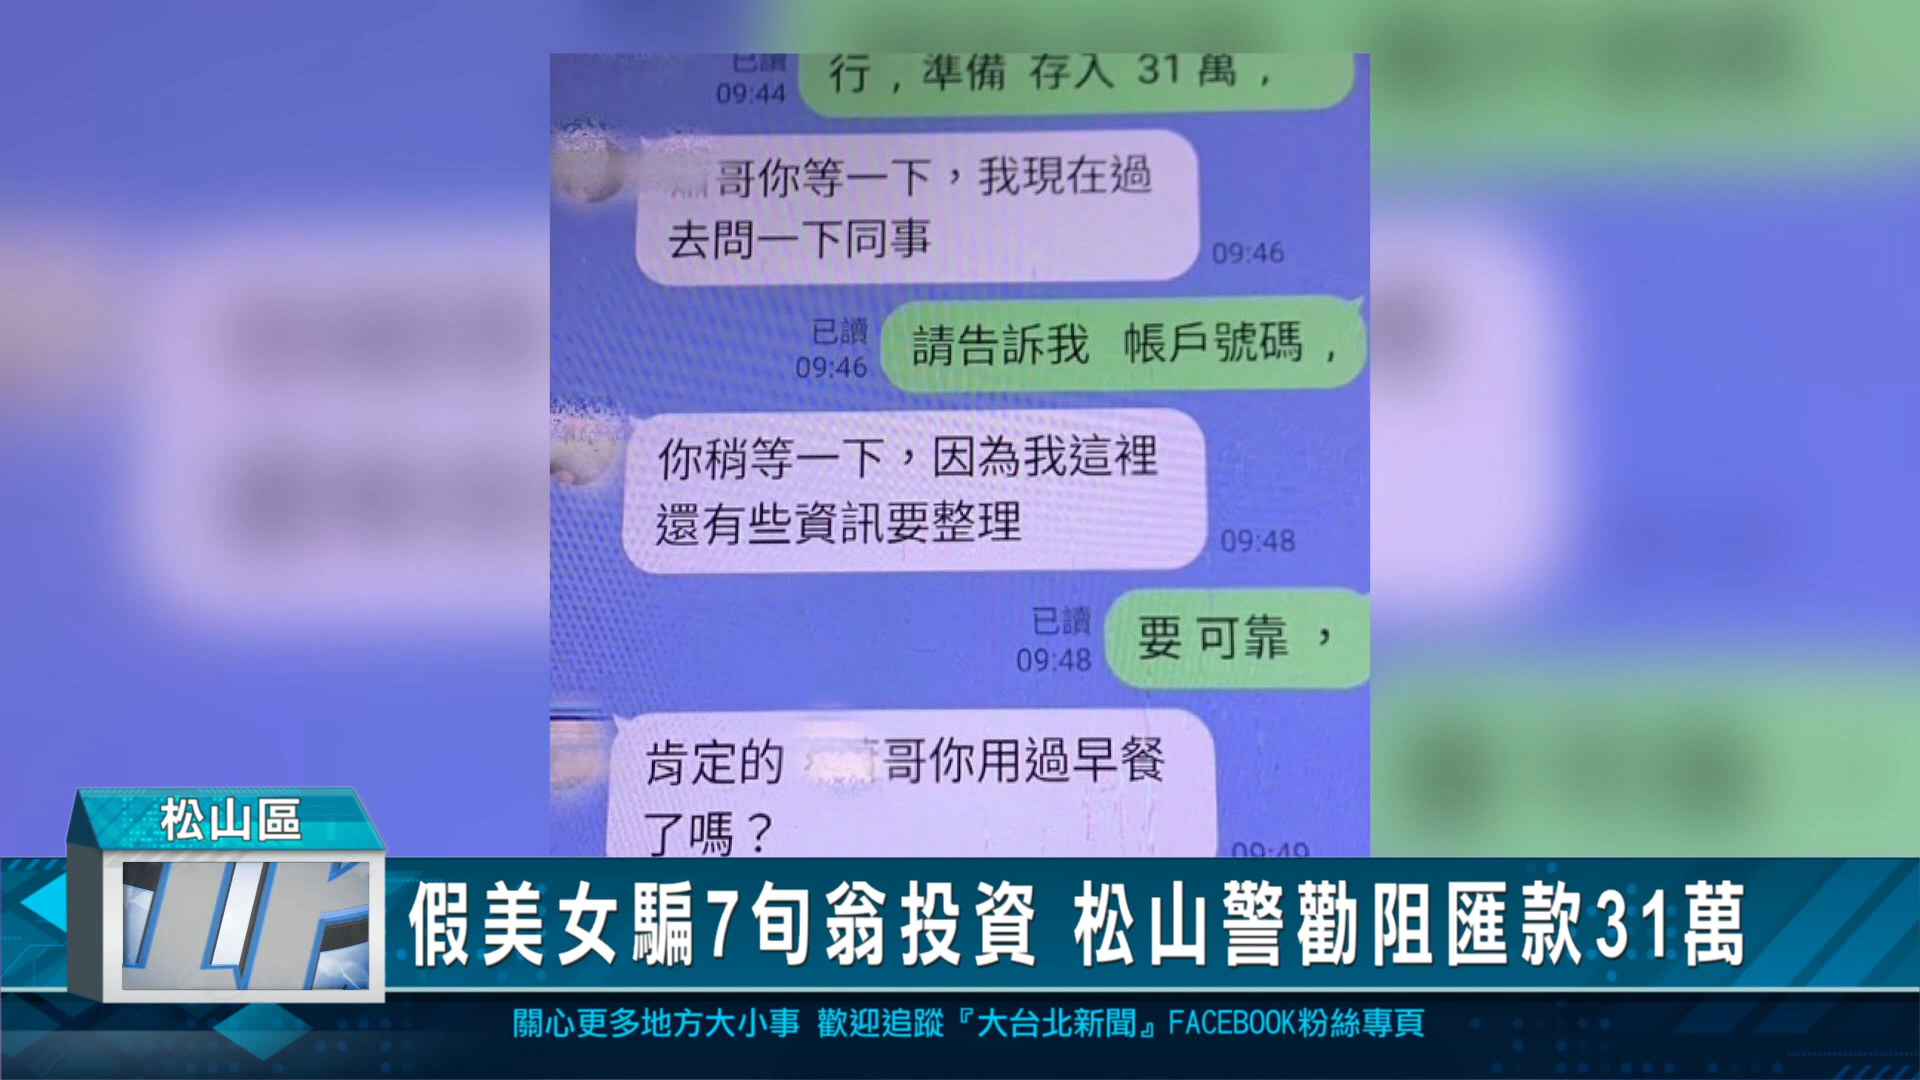 已讀
09:44
行，準備 存入 31 萬，
哥你等一下，我現在過
去問一下同事
09:46
已讀
09:46
請告訴我 帳戶號碼，
你稍等一下，因為我這裡
還有些資訊要整理
09:48
已讀
09:48
要 可靠，
肯定的 哥你用過早餐
了嗎？
09:49
松山區
假美女騙7旬翁投資 松山警勸阻匯款31萬
關心更多地方大小事 歡迎追蹤『大台北新聞』FACEBOOK粉絲專頁